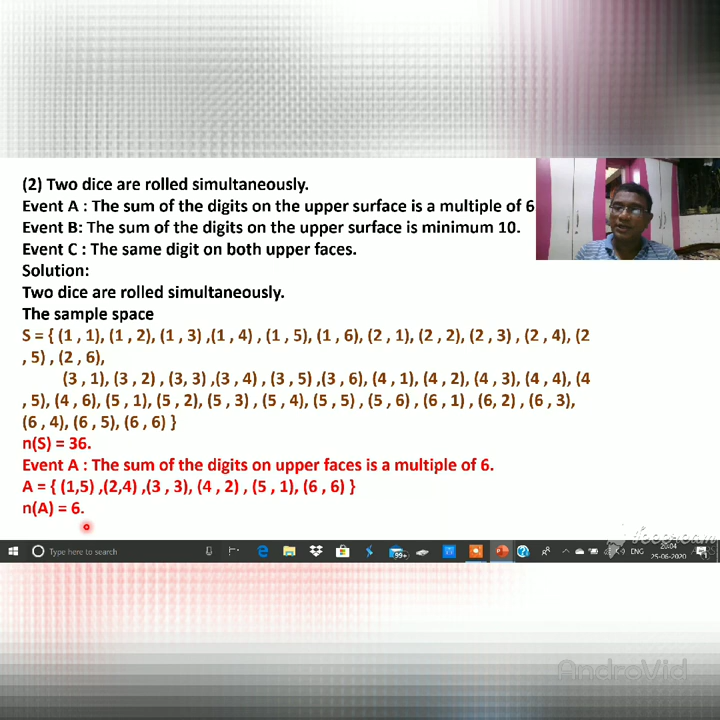 (2) Two dice are rolled simultaneously.
Event A : The sum of the digits on the upper surface is a multiple of 6
Event B: The sum of the digits on the upper surface is minimum 10.
Event C : The same digit on both upper faces.
Solution:
Two dice are rolled simultaneously.
The sample space
S = { (1 , 1), (1 , 2), (1 , 3) ,(1 , 4) , (1 , 5), (1 , 6), (2 , 1), (2 , 2), (2 , 3) , (2 , 4), (2
, 5) , (2 , 6),
(3 , 1), (3 , 2) , (3 , 3) ,(3 , 4) , (3 , 5) ,(3 , 6), (4 , 1), (4 , 2), (4 , 3), (4 , 4), (4
, 5), (4 , 6), (5 , 1), (5 , 2), (5 , 3) , (5 , 4), (5 , 5) , (5 , 6) , (6 , 1) , (6, 2) , (6 , 3),
(6 , 4), (6 , 5), (6 , 6) }
n(S) = 36.
Event A : The sum of the digits on upper faces is a multiple of 6.
A = { (1,5) ,(2,4) ,(3 , 3), (4 , 2) , (5 , 1), (6 , 6) }
n(A) = 6.
Type here to search
99+
ENG
20:04
25-06-2020
AndroVid